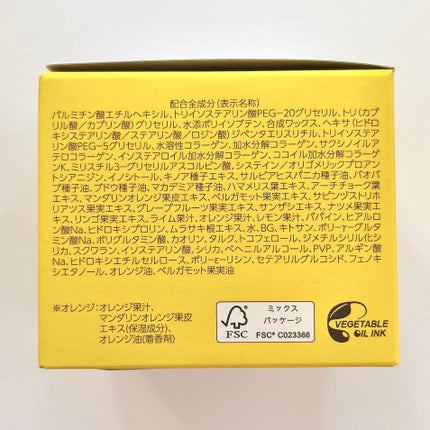 配合全成分(表示名称)
パルミチン酸エチルヘキシル、トリイソステアリン酸PEG-20グリセリル、トリ(カプ
リル酸/カプリン酸)グリセリル、水添ポリイソブテン、合成ワックス、ヘキサ(ヒドロ
キシステアリン酸/ステアリン酸/ロジン酸)ジペンタエリスリチル、トリイソステアリン
酸PEG-5グリセリル、水溶性コラーゲン、加水分解コラーゲン、サクシノイルア
テロコラーゲン、イソステアロイル加水分解コラーゲン、ココイル加水分解コラーゲ
ンK、ミリスチル3-グリセリルアスコルビン酸、システイン/オリゴメリックプロアン
トシアニジン、イノシトール、キノア種子エキス、サルビアヒスパニカ種子油、バオ
バブ種子油、ブドウ種子油、マカデミア種子油、ハマメリス葉エキス、アーチチョーク葉
エキス、マンダリンオレンジ果皮エキス、ベルガモット果実エキス、サピンヅストホ
リアツス果実エキス、グレープフルーツ果実エキス、サンザシエキス、ナツメ果実エ
キス、リンゴ果実エキス、ライム果汁、オレンジ果汁、レモン果汁、パパイン、ヒアルロ
ン酸Na、ヒドロキシプロリン、ムラサキ根エキス、水、BG、キトサン、ポリ-γ-グルタ
ミン酸Na、ポリグルタミン酸、カオリン、タルク、トコフェロール、ジメチルシリル化シ
リカ、スクワラン、イソステアリン酸、シリカ、ベヘニルアルコール、PVP、アルギン酸
Na、ヒドロキシエチルセルロース、ポリ-ε-リシン、セテアリルグルコシド、フェノキ
シエタノール、オレンジ油、ベルガモット果実油
※オレンジ:オレンジ果汁、
マンダリンオレンジ果皮
エキス(保湿成分)、
オレンジ油(着香剤)
FSC
ミックス
パッケージ
FSC® C023366
VEGETABLE
OIL INK